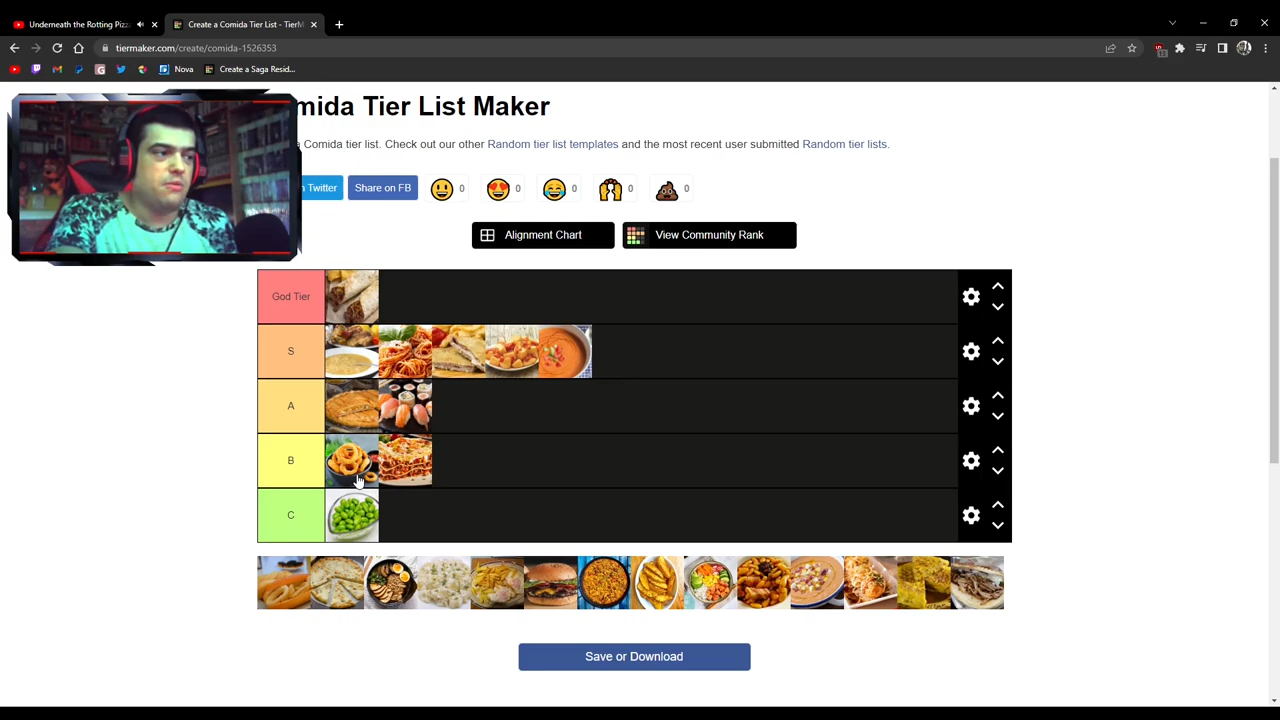 Underneath the Rotting Pizz
Create a Comida Tier List - TierM
tiermaker.com/create/comida-1526353
Nova
Create a Saga Resid...
mida Tier List Maker
Comida tier list. Check out our other Random tier list templates and the most recent user submitted Random tier lists.
Twitter
Share on FB
0
0
0
0
0
Alignment Chart
View Community Rank
God Tier
S
A
B
C
Save or Download